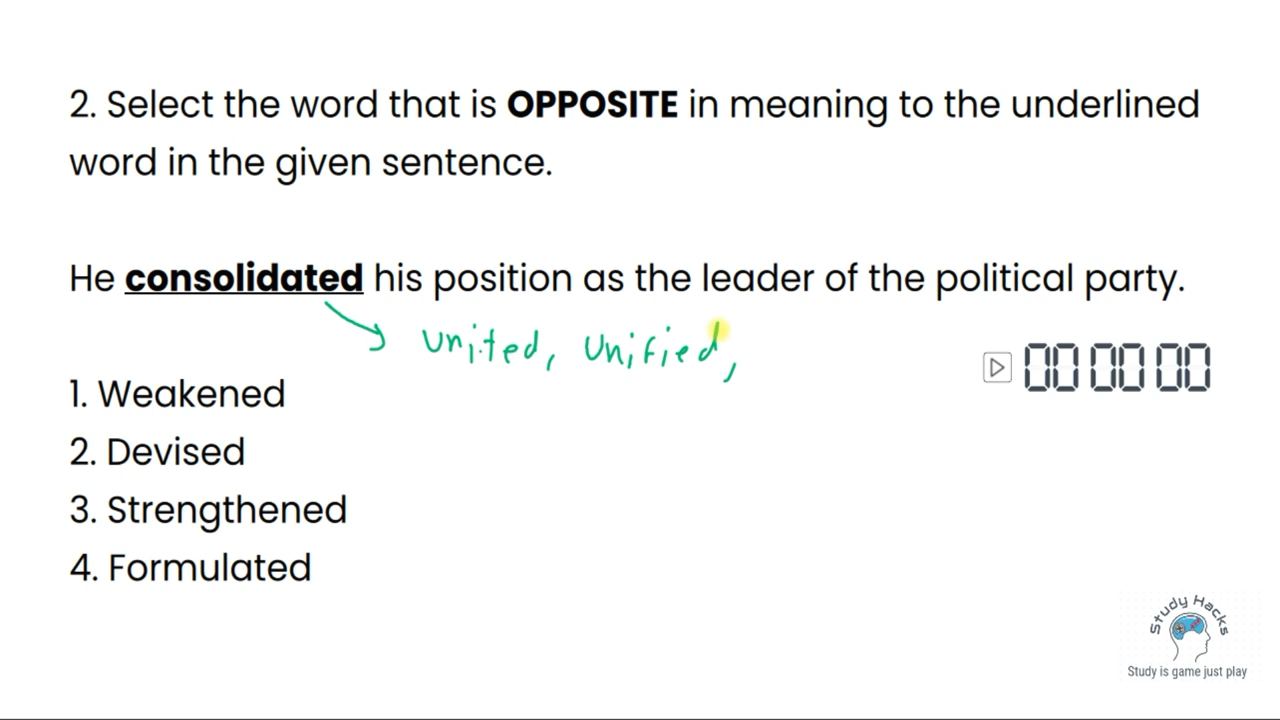 2. Select the word that is OPPOSITE in meaning to the underlined
word in the given sentence.
He consolidated his position as the leader of the political party.
united, unified,
00 00 00
1. Weakened
2. Devised
3. Strengthened
4. Formulated
Study Hacks
Study is game just play